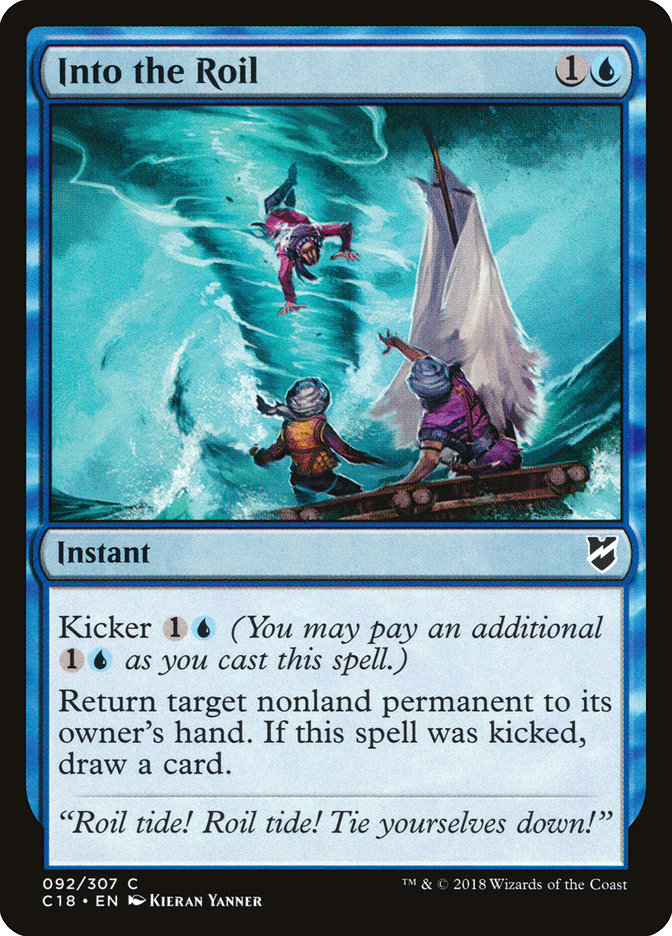 Into the Roil 1
Instant
Kicker 1 (You may pay an additional
1 as you cast this spell.)
Return target nonland permanent to its
owner's hand. If this spell was kicked,
draw a card.
"Roil tide! Roil tide! Tie yourselves down!"
092/307 C
C18 • EN Kieran Yanner
™ & © 2018 Wizards of the Coast